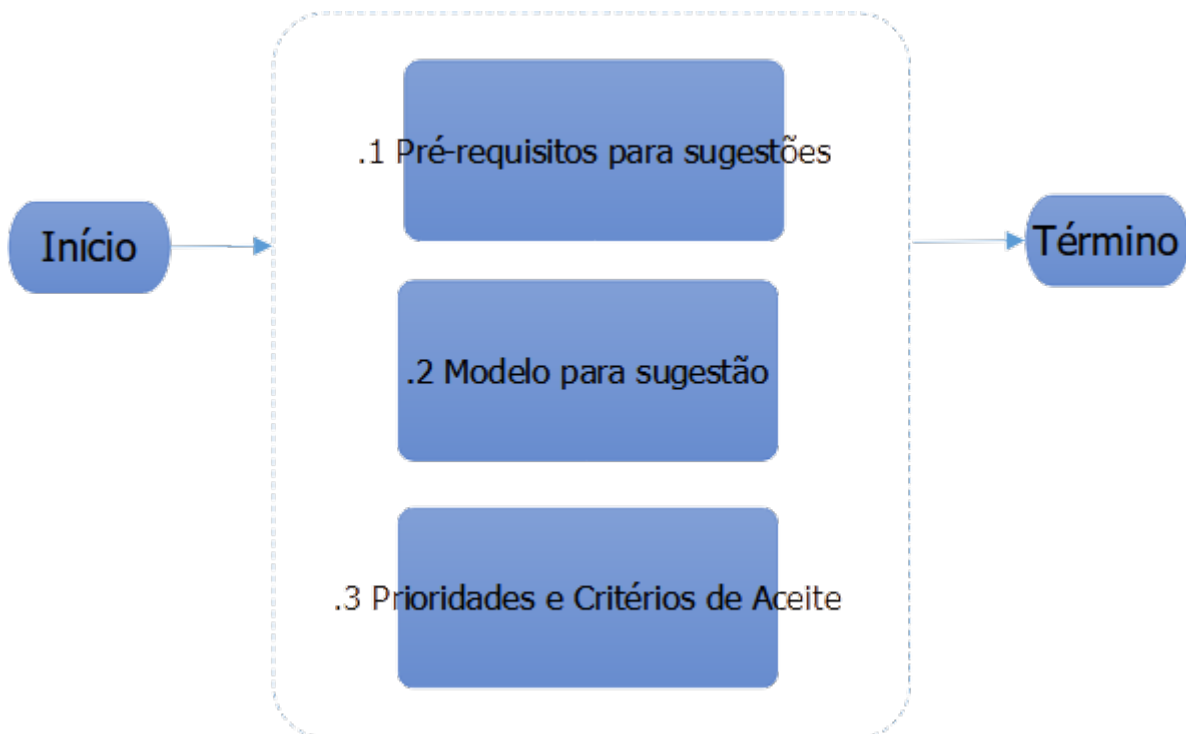 Início
.1 Pré-requisitos para sugestões
.2 Modelo para sugestão
.3 Prioridades e Critérios de Aceite
Término